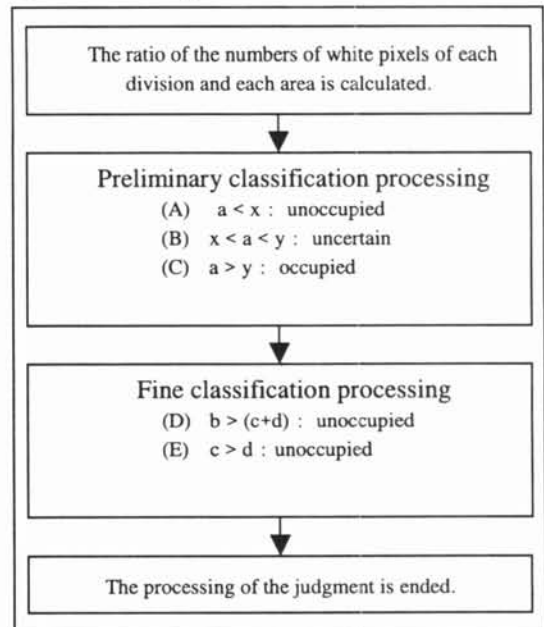 The ratio of the numbers of white pixels of each
division and each area is calculated.
Preliminary classification processing
(A) a < x : unoccupied
(B) x < a < y : uncertain
(C) a > y : occupied
Fine classification processing
(D) b > (c+d) : unoccupied
(E) c > d : unoccupied
The processing of the judgment is ended.